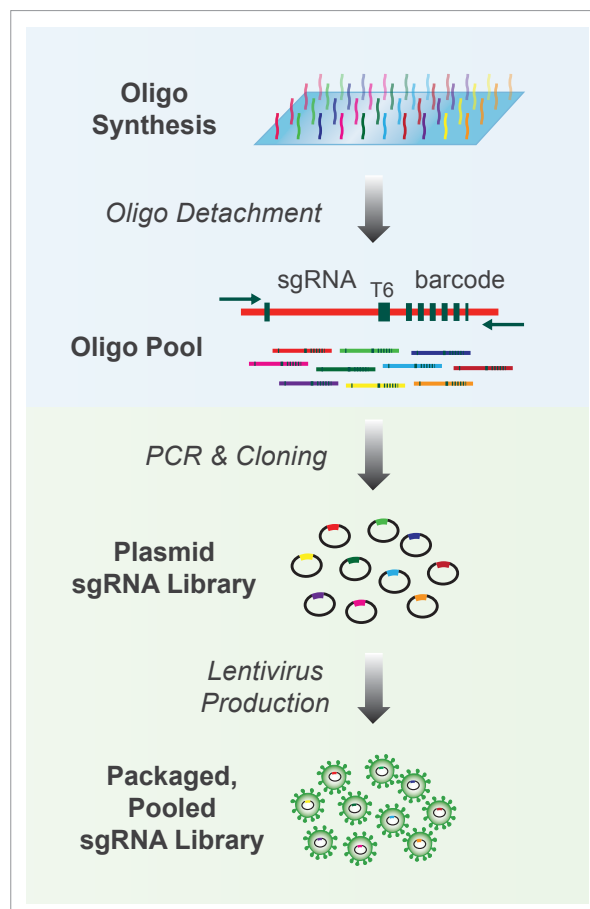 Oligo
Synthesis
Oligo Detachment
sgRNA
T6
barcode
Oligo Pool
PCR & Cloning
Plasmid
sgRNA Library
Lentivirus
Production
Packaged,
Pooled
sgRNA Library